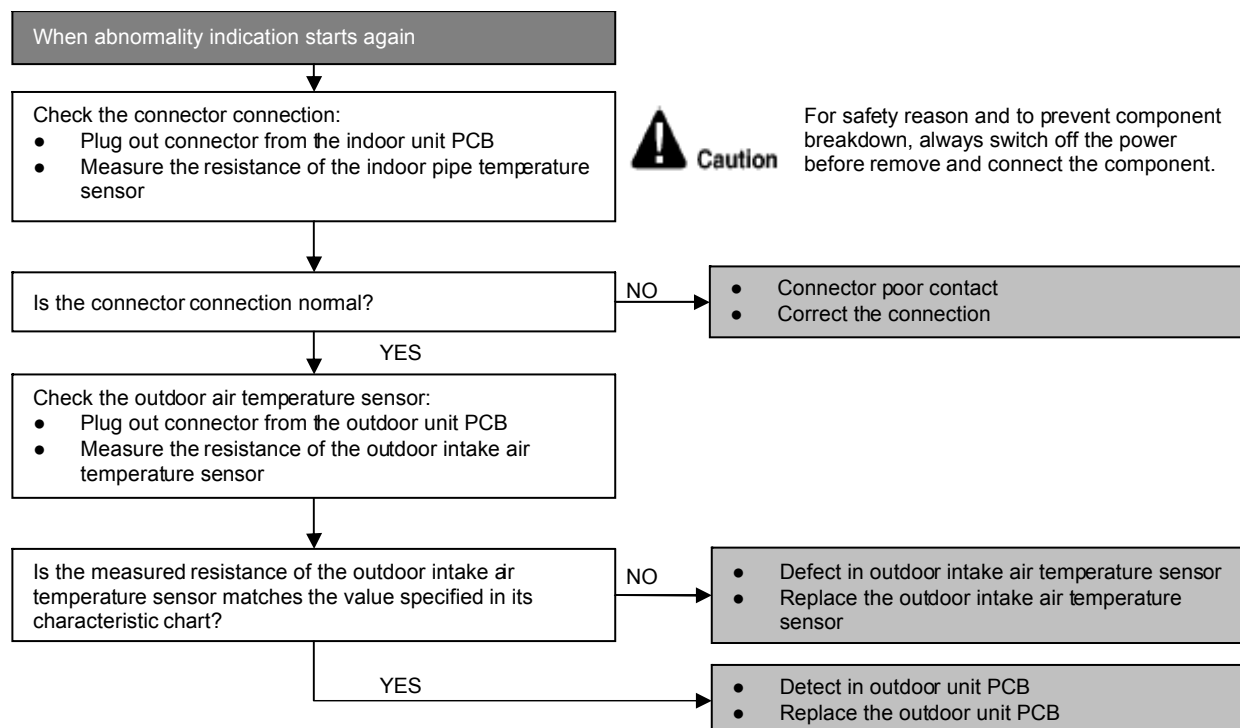 When abnormality indication starts again
Check the connector connection:
● Plug out connector from the indoor unit PCB
● Measure the resistance of the indoor pipe temperature
sensor
Caution
For safety reason and to prevent component
breakdown, always switch off the power
before remove and connect the component.
Is the connector connection normal?
NO
● Connector poor contact
● Correct the connection
YES
Check the outdoor air temperature sensor:
● Plug out connector from the outdoor unit PCB
● Measure the resistance of the outdoor intake air
temperature sensor
Is the measured resistance of the outdoor intake air
temperature sensor matches the value specified in its
characteristic chart?
NO
● Defect in outdoor intake air temperature sensor
● Replace the outdoor intake air temperature
sensor
YES
● Detect in outdoor unit PCB
● Replace the outdoor unit PCB